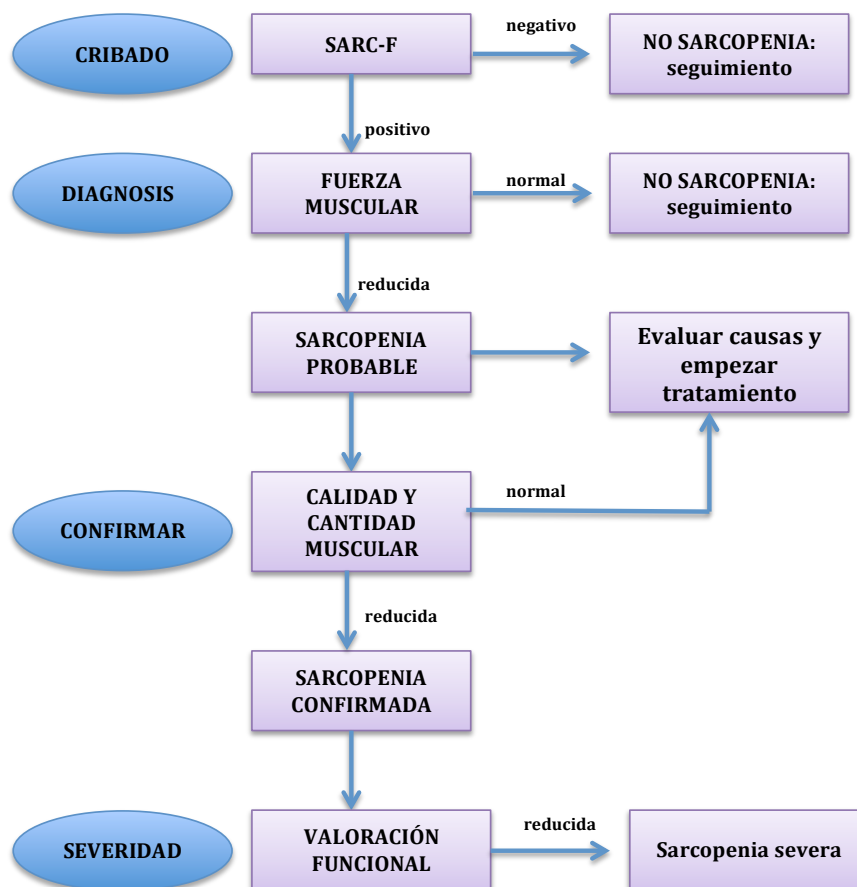 CRIBADO
SARC-F
negativo
NO SARCOPENIA:
seguimiento
positivo
DIAGNOSIS
FUERZA
MUSCULAR
normal
NO SARCOPENIA:
seguimiento
reducida
SARCOPENIA
PROBABLE
Evaluar causas y
empezar
tratamiento
CONFIRMAR
CALIDAD Y
CANTIDAD
MUSCULAR
normal
reducida
SARCOPENIA
CONFIRMADA
SEVERIDAD
VALORACIÓN
FUNCIONAL
reducida
Sarcopenia severa